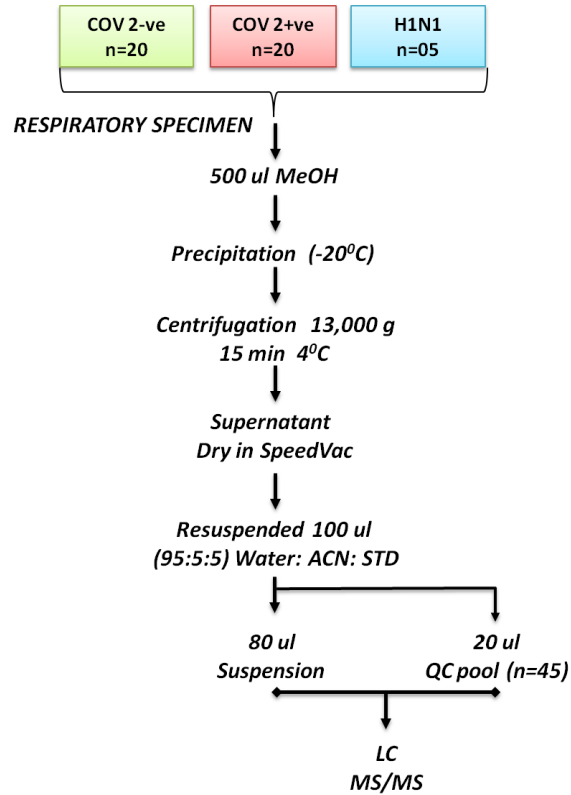 COV 2-ve
n=20
COV 2+ve
n=20
H1N1
n=05
RESPIRATORY SPECIMEN
500 ul MeOH
Precipitation (-20⁰C)
Centrifugation 13,000 g
15 min 4⁰C
Supernatant
Dry in SpeedVac
Resuspended 100 ul
(95:5:5) Water: ACN: STD
80 ul
Suspension
20 ul
QC pool (n=45)
LC
MS/MS